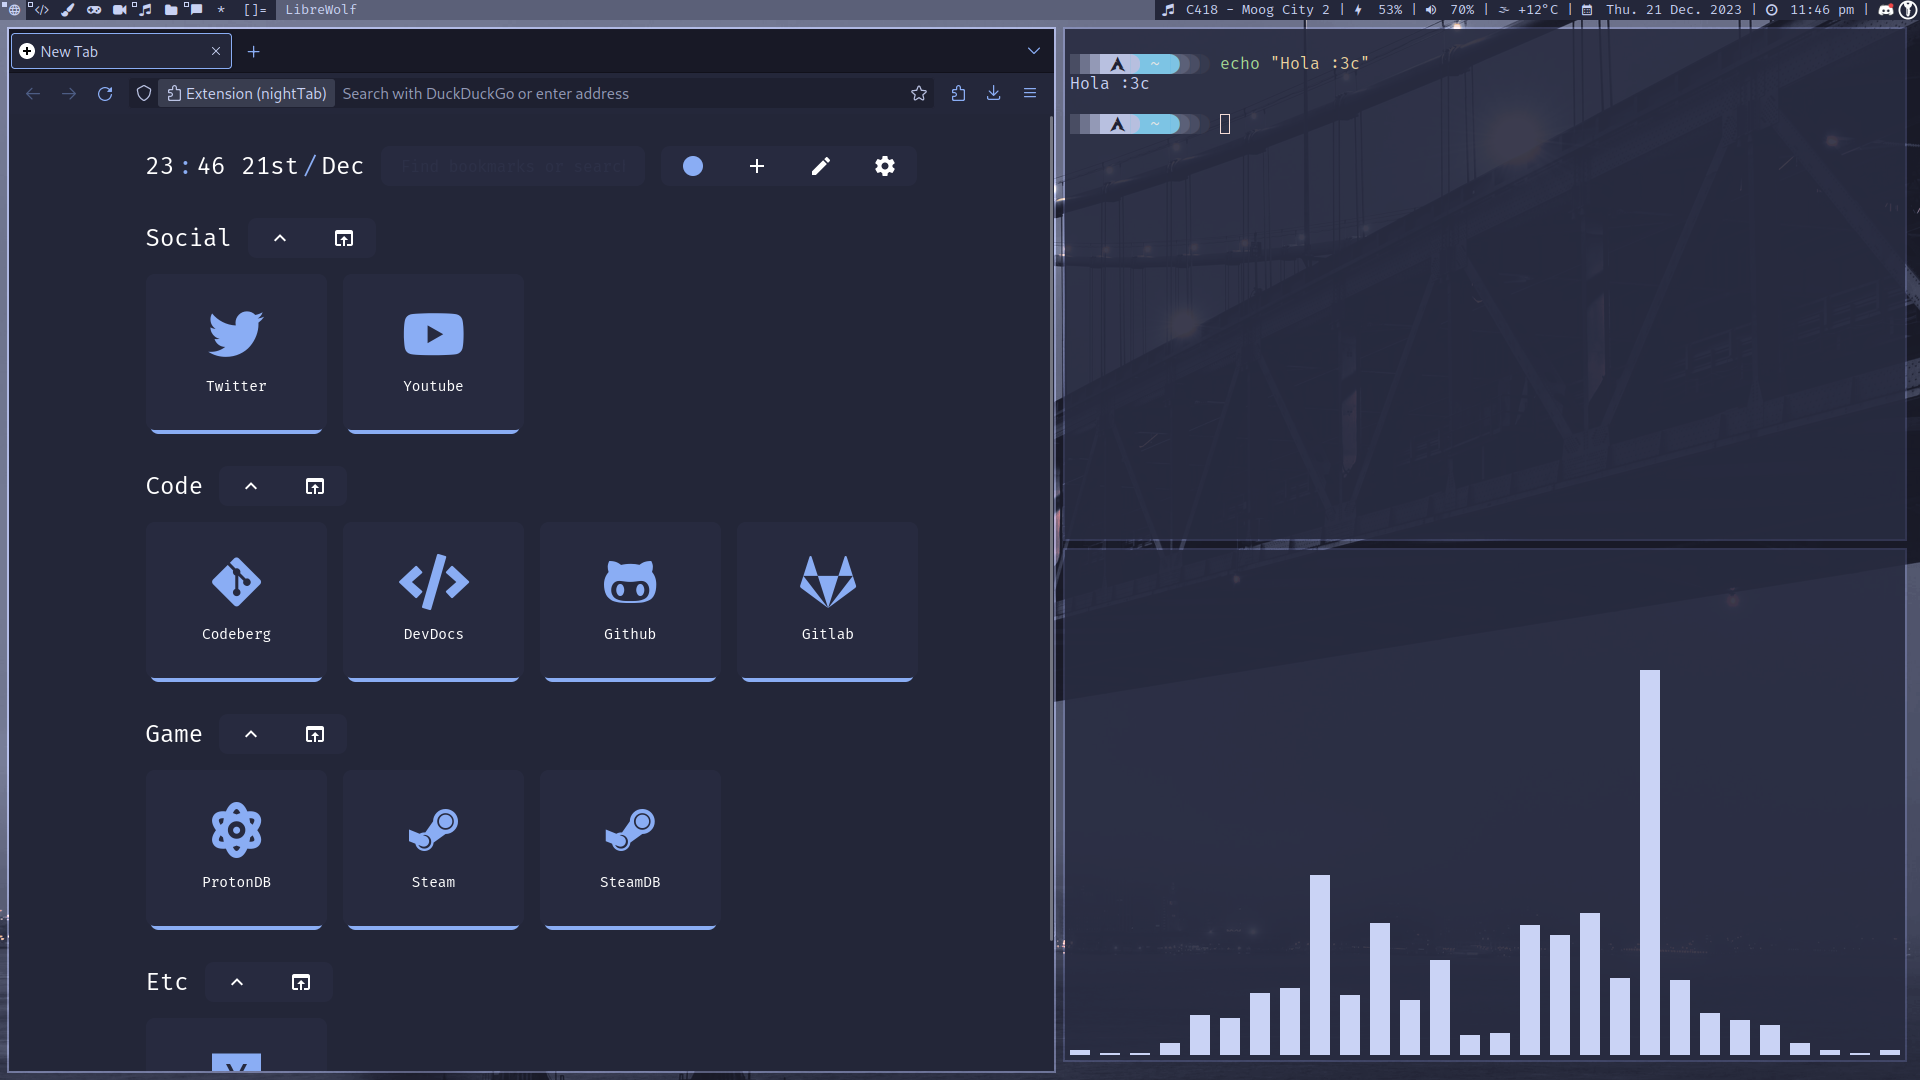 []= LibreWolf
C418 - Moog City 2 | 53% | 70% | +12°C | Thu. 21 Dec. 2023 | 11:46 pm |
New Tab
Extension (nightTab) Search with DuckDuckGo or enter address
23:46 21st/Dec Find bookmarks or search
Social
Twitter Youtube
Code
Codeberg DevDocs Github Gitlab
Game
ProtonDB Steam SteamDB
Etc
~ echo "Hola :3c"
Hola :3c
~